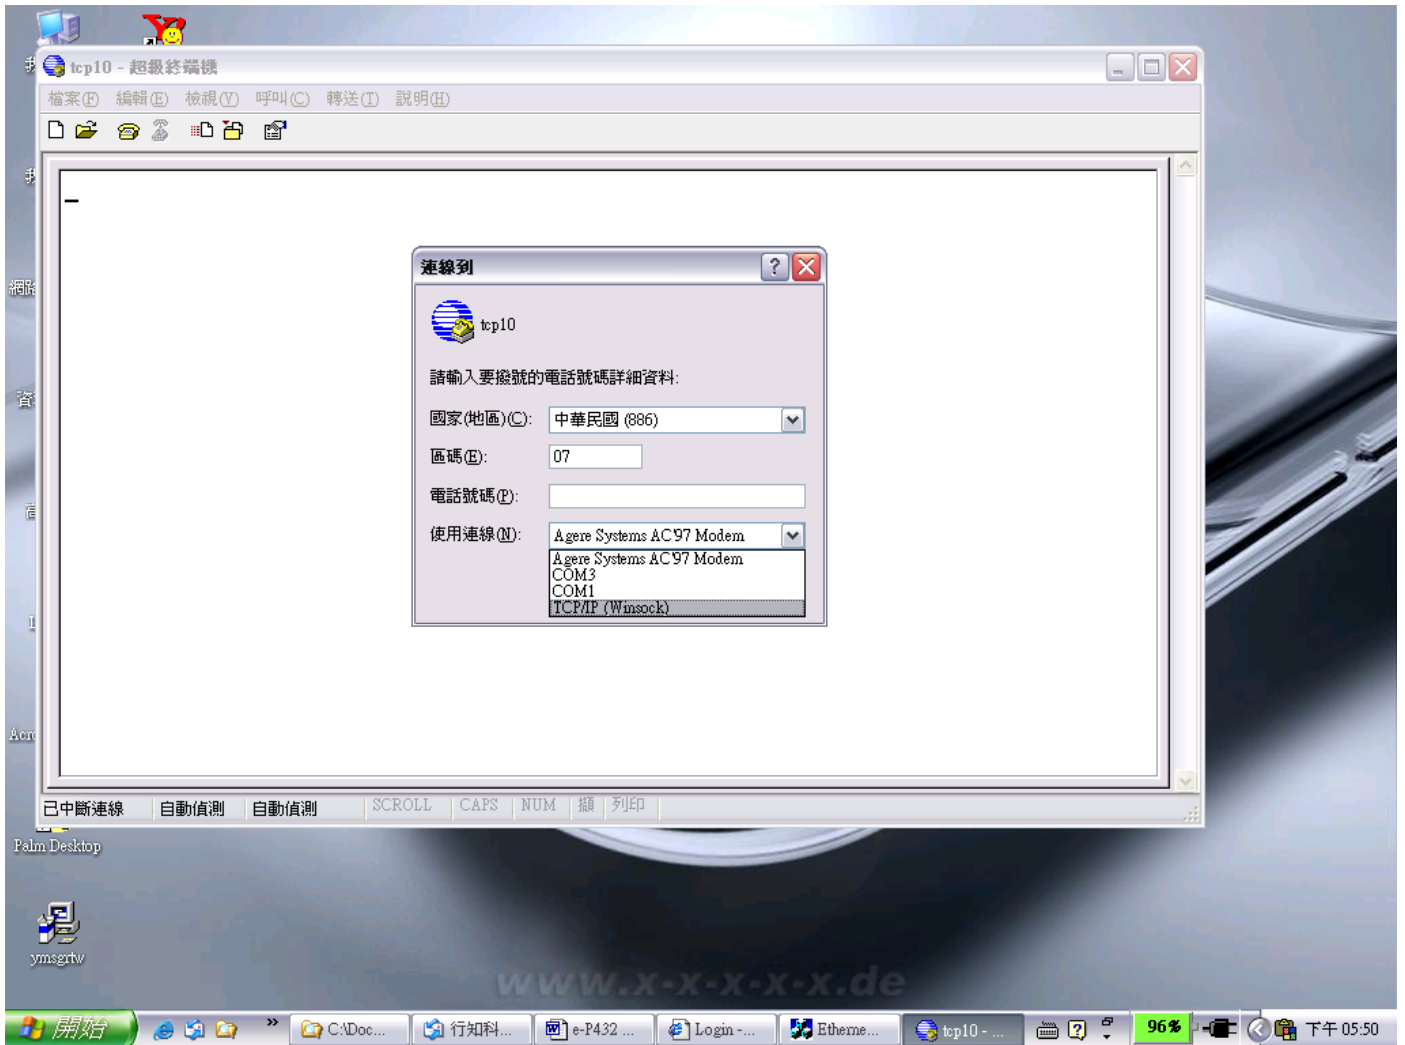 tcp10 - 超級終端機
檔案(F) 編輯(E) 檢視(V) 呼叫(C) 轉送(T) 說明(H)
連線到
tcp10
請輸入要撥號的電話號碼詳細資料:
國家(地區)(C): 中華民國 (886)
區碼(E): 07
電話號碼(P):
使用連線(N): Agere Systems AC'97 Modem
Agere Systems AC'97 Modem
COM3
COM1
TCP/IP (Winsock)
已中斷連線 自動偵測 自動偵測 SCROLL CAPS NUM 擷 列印
Palm Desktop
ymsgrtw
www.x-x-x-x-x.de
開始 C:\Doc... 行知科... e-P432 ... Login -... Etherne... tcp10 - ... 96% 下午 05:50